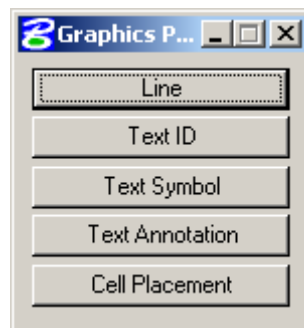 Graphics P...
Line
Text ID
Text Symbol
Text Annotation
Cell Placement